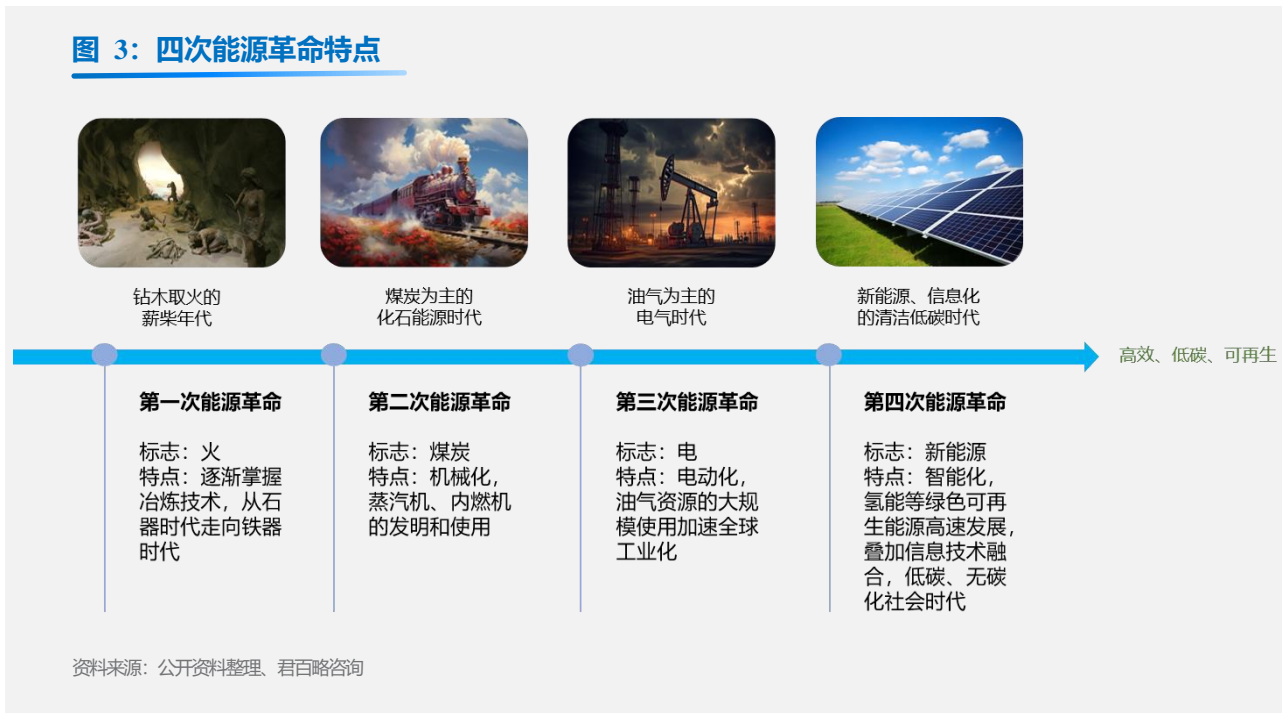 图 3：四次能源革命特点
钻木取火的
薪柴年代
煤炭为主的
化石能源时代
油气为主的
电气时代
新能源、信息化
的清洁低碳时代
高效、低碳、可再生
第一次能源革命
标志：火
特点：逐渐掌握
冶炼技术，从石
器时代走向铁器
时代
第二次能源革命
标志：煤炭
特点：机械化，
蒸汽机、内燃机
的发明和使用
第三次能源革命
标志：电
特点：电动化，
油气资源的大规
模使用加速全球
工业化
第四次能源革命
标志：新能源
特点：智能化，
氢能等绿色可再
生能源高速发展，
叠加信息技术融
合，低碳、无碳
化社会时代
资料来源：公开资料整理、君百略咨询